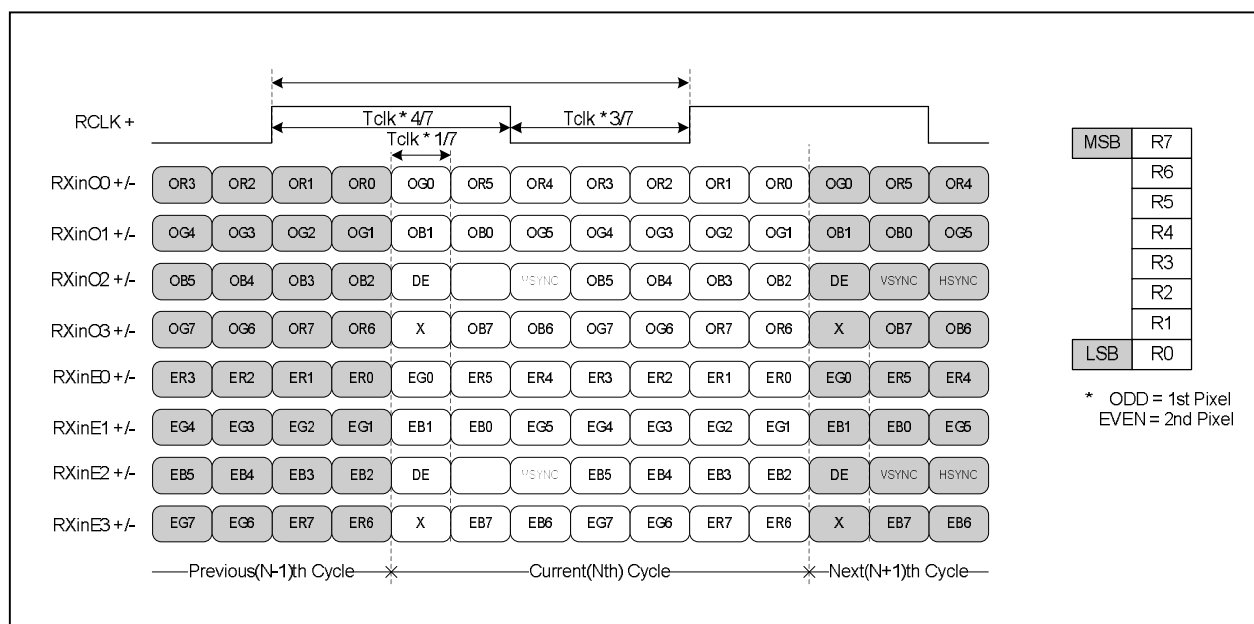 RCLK +
Tclk * 4/7
Tclk * 3/7
Tclk * 1/7
RXinO0 +/- OR3 OR2 OR1 OR0 OG0 OR5 OR4 OR3 OR2 OR1 OR0 OG0 OR5 OR4
RXinO1 +/- OG4 OG3 OG2 OG1 OB1 OB0 OG5 OG4 OG3 OG2 OG1 OB1 OB0 OG5
RXinO2 +/- OB5 OB4 OB3 OB2 DE VSYNC OB5 OB4 OB3 OB2 DE VSYNC HSYNC
RXinO3 +/- OG7 OG6 OR7 OR6 X OB7 OB6 OG7 OG6 OR7 OR6 X OB7 OB6
RXinE0 +/- ER3 ER2 ER1 ER0 EG0 ER5 ER4 ER3 ER2 ER1 ER0 EG0 ER5 ER4
RXinE1 +/- EG4 EG3 EG2 EG1 EB1 EB0 EG5 EG4 EG3 EG2 EG1 EB1 EB0 EG5
RXinE2 +/- EB5 EB4 EB3 EB2 DE VSYNC EB5 EB4 EB3 EB2 DE VSYNC HSYNC
RXinE3 +/- EG7 EG6 ER7 ER6 X EB7 EB6 EG7 EG6 ER7 ER6 X EB7 EB6
Previous(N-1)th Cycle Current(Nth) Cycle Next(N+1)th Cycle
MSB R7
R6
R5
R4
R3
R2
R1
LSB R0
* ODD = 1st Pixel
EVEN = 2nd Pixel